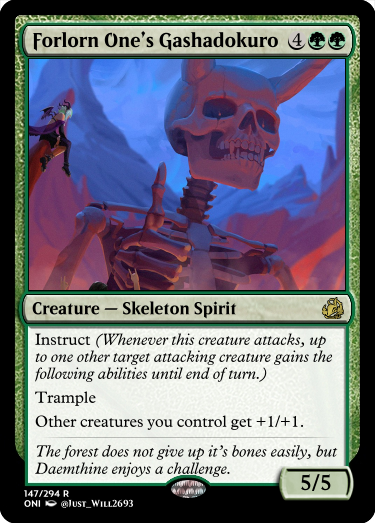 Forlorn One's Gashadokuro 4
Creature — Skeleton Spirit
Instruct (Whenever this creature attacks, up
to one other target attacking creature gains the
following abilities until end of turn.)
Trample
Other creatures you control get +1/+1.
The forest does not give up it's bones easily, but
Daemthine enjoys a challenge.
5/5
147/294 R
ONI @Just_Will2693